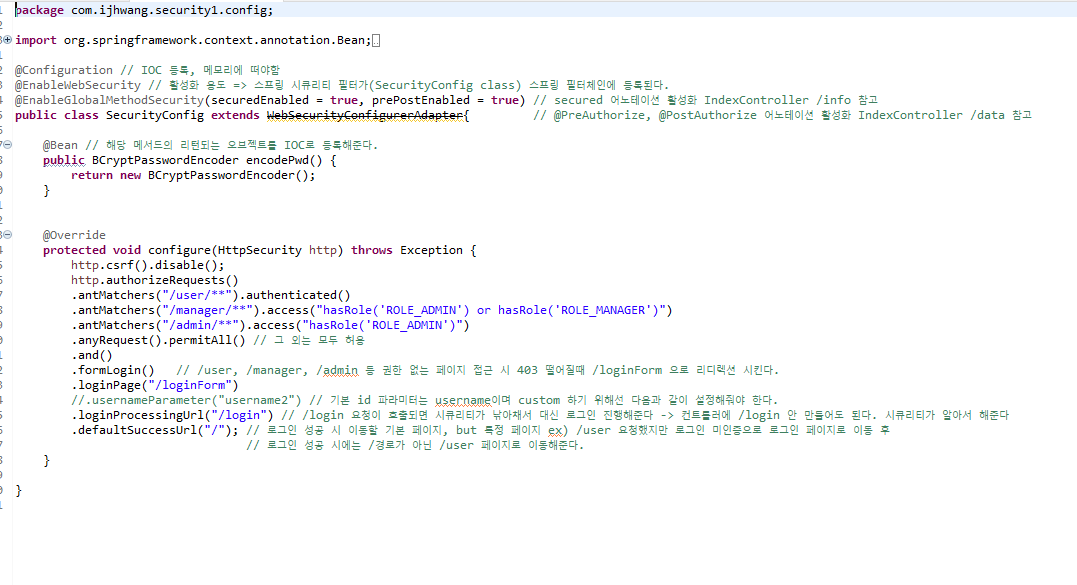 package com.ijhwang.security1.config;
import org.springframework.context.annotation.Bean;
@Configuration // IOC 등록, 메모리에 떠야함
@EnableWebSecurity // 활성화 용도 => 스프링 시큐리티 필터가(SecurityConfig class) 스프링 필터체인에 등록된다.
@EnableGlobalMethodSecurity(securedEnabled = true, prePostEnabled = true) // secured 어노테이션 활성화 IndexController /info 참고
public class SecurityConfig extends WebSecurityConfigurerAdapter{ // @PreAuthorize, @PostAuthorize 어노테이션 활성화 IndexController /data 참고
@Bean // 해당 메서드의 리턴되는 오브젝트를 IOC로 등록해준다.
public BCryptPasswordEncoder encodePwd() {
return new BCryptPasswordEncoder();
}
@Override
protected void configure(HttpSecurity http) throws Exception {
http.csrf().disable();
http.authorizeRequests()
.antMatchers("/user/**").authenticated()
.antMatchers("/manager/**").access("hasRole('ROLE_ADMIN') or hasRole('ROLE_MANAGER')")
.antMatchers("/admin/**").access("hasRole('ROLE_ADMIN')")
.anyRequest().permitAll() // 그 외는 모두 허용
.and()
.formLogin() // /user, /manager, /admin 등 권한 없는 페이지 접근 시 403 떨어질때 /loginForm 으로 리디렉션 시킨다.
.loginPage("/loginForm")
//.usernameParameter("username2") // 기본 id 파라미터는 username이며 custom 하기 위해선 다음과 같이 설정해줘야 한다.
.loginProcessingUrl("/login") // /login 요청이 호출되면 시큐리티가 낚아채서 대신 로그인 진행해준다 -> 컨트롤러에 /login 안 만들어도 된다. 시큐리티가 알아서 해준다
.defaultSuccessUrl("/"); // 로그인 성공 시 이동할 기본 페이지, but 특정 페이지 ex) /user 요청했지만 로그인 미인증으로 로그인 페이지로 이동 후
// 로그인 성공 시에는 /경로가 아닌 /user 페이지로 이동해준다.
}
}